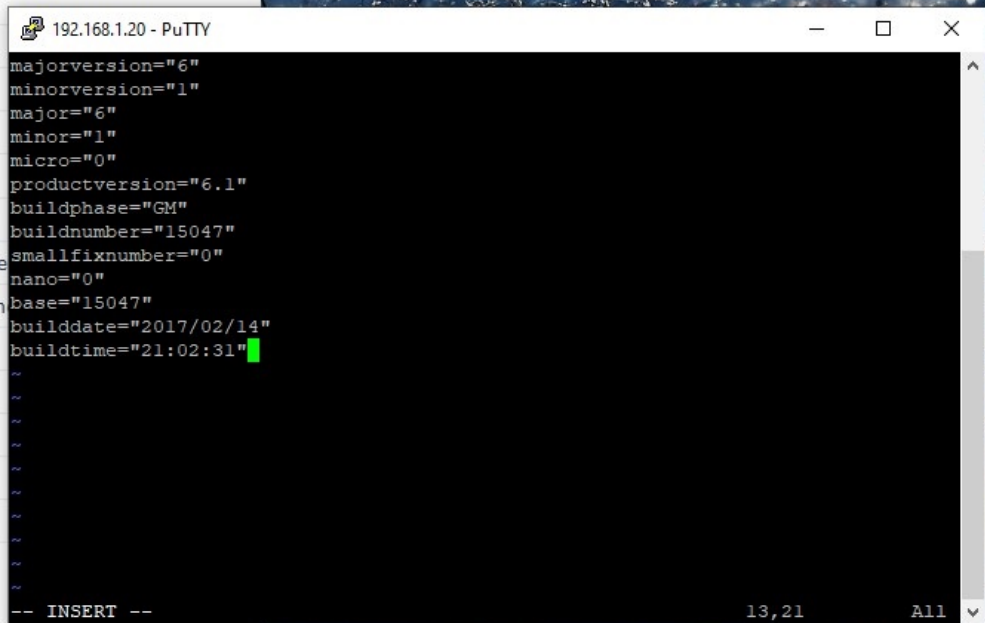 192.168.1.20 - PuTTY
majorversion="6"
minorversion="1"
major="6"
minor="1"
micro="0"
productversion="6.1"
buildphase="GM"
buildnumber="15047"
smallfixnumber="0"
nano="0"
base="15047"
builddate="2017/02/14"
buildtime="21:02:31"
~
~
~
~
~
~
~
~
~
~
-- INSERT -- 13,21 All